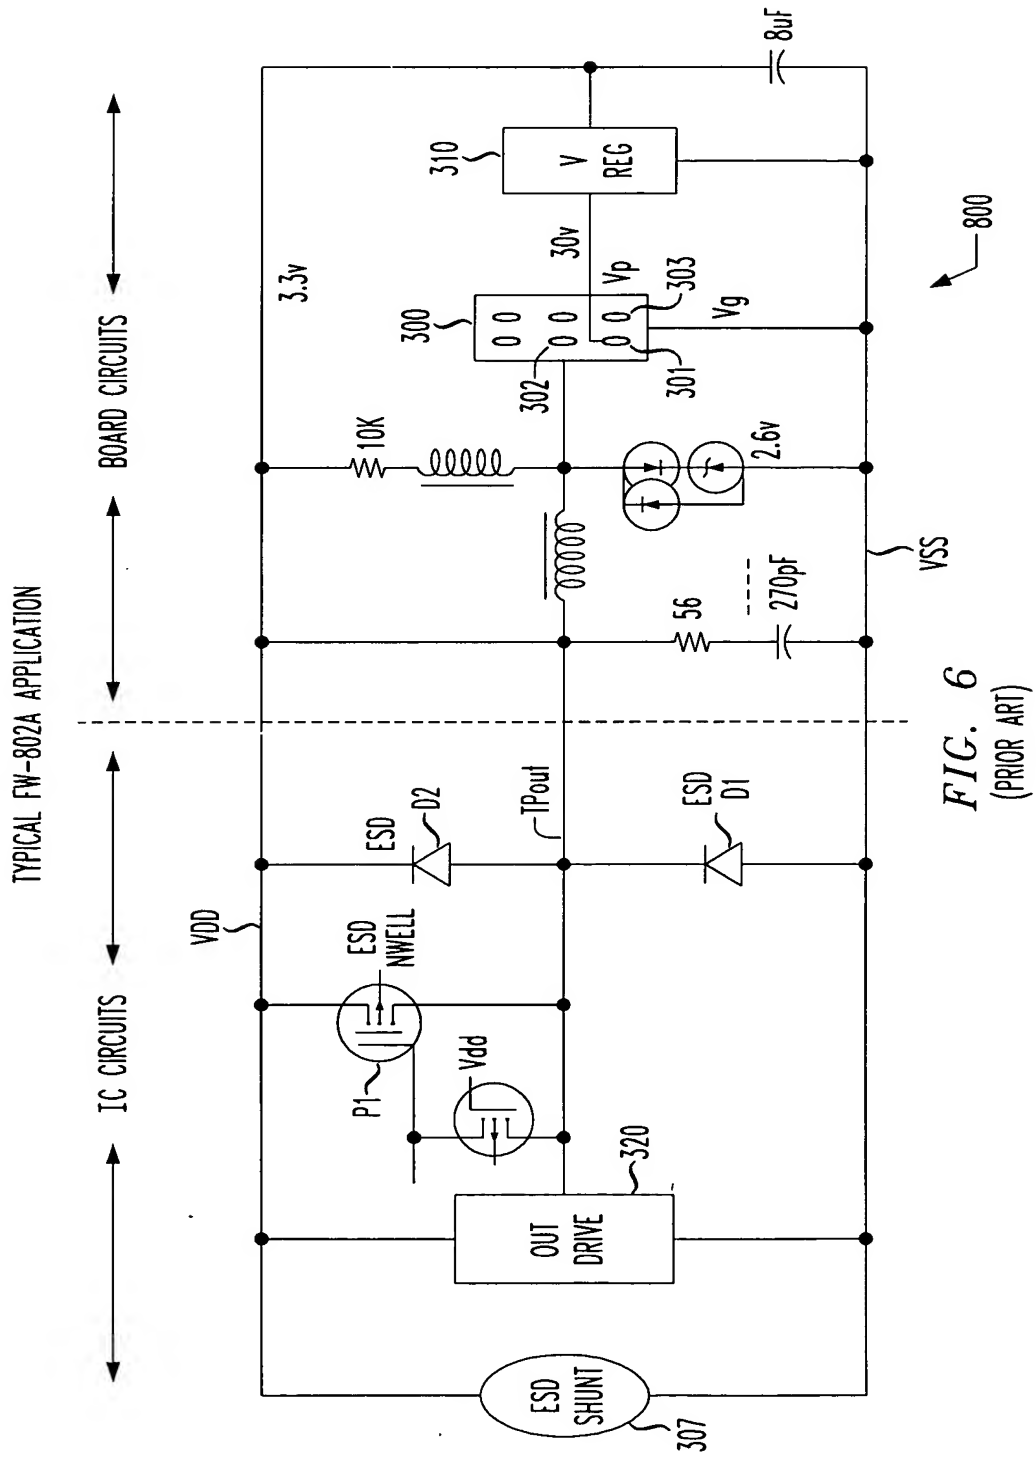 TYPICAL FW-802A APPLICATION
IC CIRCUITS
BOARD CIRCUITS
VDD
3.3v
ESD
SHUNT
307
OUT
DRIVE
320
P1
Vdd
ESD
NWELL
ESD
D2
TPout
ESD
D1
10K
56
270pF
2.6v
VSS
300
302
301
303
Vp
Vg
30v
310
V
REG
8uF
800
FIG. 6
(PRIOR ART)